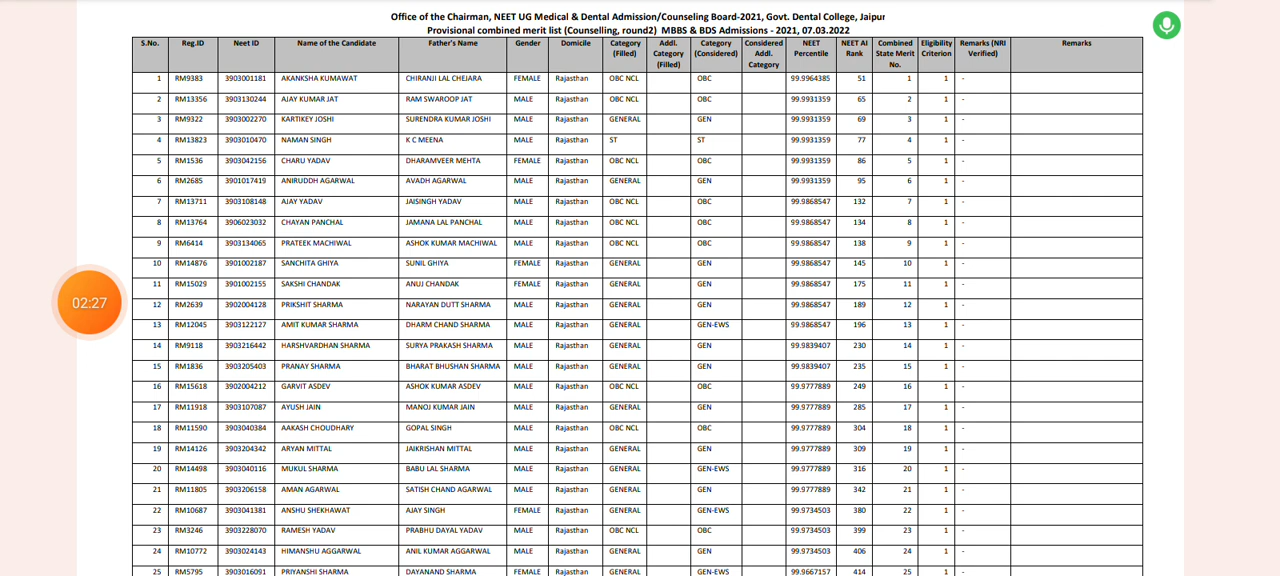 Office of the Chairman, NEET UG Medical & Dental Admission/Counseling Board-2021, Govt. Dental College, Jaipur
Provisional combined merit list (Counselling, round2) MBBS & BDS Admissions - 2021, 07.03.2022
S.No. Reg.ID Neet ID Name of the Candidate Father's Name Gender Domicile Category (Filled) Addl. Category (Filled) Category (Considered) Considered Addl. Category NEET Percentile NEET AI Rank Combined State Merit No. Eligibility Criterion Remarks (NRI Verified) Remarks
1 RM9383 3903001181 AKANKSHA KUMAWAT CHIRANJI LAL CHEJARA FEMALE Rajasthan OBC NCL OBC 99.9964385 51 1 1 -
2 RM13356 3903130244 AJAY KUMAR JAT RAM SWAROOP JAT MALE Rajasthan OBC NCL OBC 99.9931359 65 2 1 -
3 RM9322 3903002270 KARTIKEY JOSHI SURENDRA KUMAR JOSHI MALE Rajasthan GENERAL GEN 99.9931359 69 3 1 -
4 RM13823 3903010470 NAMAN SINGH K C MEENA MALE Rajasthan ST ST 99.9931359 77 4 1 -
5 RM1536 3903042156 CHARU YADAV DHARAMVEER MEHTA FEMALE Rajasthan OBC NCL OBC 99.9931359 86 5 1 -
6 RM2685 3901017419 ANIRUDDH AGARWAL AVADH AGARWAL MALE Rajasthan GENERAL GEN 99.9931359 95 6 1 -
7 RM13711 3903108148 AJAY YADAV JAISINGH YADAV MALE Rajasthan OBC NCL OBC 99.9868547 132 7 1 -
8 RM13764 3906023032 CHAYAN PANCHAL JAMANA LAL PANCHAL MALE Rajasthan OBC NCL OBC 99.9868547 134 8 1 -
9 RM6414 3903134065 PRATEEK MACHIWAL ASHOK KUMAR MACHIWAL MALE Rajasthan OBC NCL OBC 99.9868547 138 9 1 -
10 RM14876 3901002187 SANCHITA GHIYA SUNIL GHIYA FEMALE Rajasthan GENERAL GEN 99.9868547 145 10 1 -
11 RM15029 3901002155 SAKSHI CHANDAK ANUJ CHANDAK FEMALE Rajasthan GENERAL GEN 99.9868547 175 11 1 -
12 RM2639 3902004128 PRIKSHIT SHARMA NARAYAN DUTT SHARMA MALE Rajasthan GENERAL GEN 99.9868547 189 12 1 -
02:27
13 RM12045 3903122127 AMIT KUMAR SHARMA DHARM CHAND SHARMA MALE Rajasthan GENERAL GEN-EWS 99.9868547 196 13 1 -
14 RM9118 3903216442 HARSHVARDHAN SHARMA SURYA PRAKASH SHARMA MALE Rajasthan GENERAL GEN 99.9839407 230 14 1 -
15 RM1836 3903205403 PRANAY SHARMA BHARAT BHUSHAN SHARMA MALE Rajasthan GENERAL GEN 99.9839407 235 15 1 -
16 RM15618 3902004212 GARVIT ASDEV ASHOK KUMAR ASDEV MALE Rajasthan OBC NCL OBC 99.9777889 249 16 1 -
17 RM11918 3903107087 AYUSH JAIN MANOJ KUMAR JAIN MALE Rajasthan GENERAL GEN 99.9777889 285 17 1 -
18 RM11590 3903040384 AAKASH CHOUDHARY GOPAL SINGH MALE Rajasthan OBC NCL OBC 99.9777889 304 18 1 -
19 RM14126 3903204342 ARYAN MITTAL JAIKRISHAN MITTAL MALE Rajasthan GENERAL GEN 99.9777889 309 19 1 -
20 RM14498 3903040116 MUKUL SHARMA BABU LAL SHARMA MALE Rajasthan GENERAL GEN-EWS 99.9777889 316 20 1 -
21 RM11805 3903206158 AMAN AGARWAL SATISH CHAND AGARWAL MALE Rajasthan GENERAL GEN 99.9777889 342 21 1 -
22 RM10687 3903041381 ANSHU SHEKHAWAT AJAY SINGH FEMALE Rajasthan GENERAL GEN-EWS 99.9734503 380 22 1 -
23 RM3246 3903228070 RAMESH YADAV PRABHU DAYAL YADAV MALE Rajasthan OBC NCL OBC 99.9734503 399 23 1 -
24 RM10772 3903024143 HIMANSHU AGGARWAL ANIL KUMAR AGGARWAL MALE Rajasthan GENERAL GEN 99.9734503 406 24 1 -
25 RM5795 3903016091 PRIYANSHI SHARMA DAYANAND SHARMA FEMALE Rajasthan GENERAL GEN-EWS 99.9667157 414 25 1 -